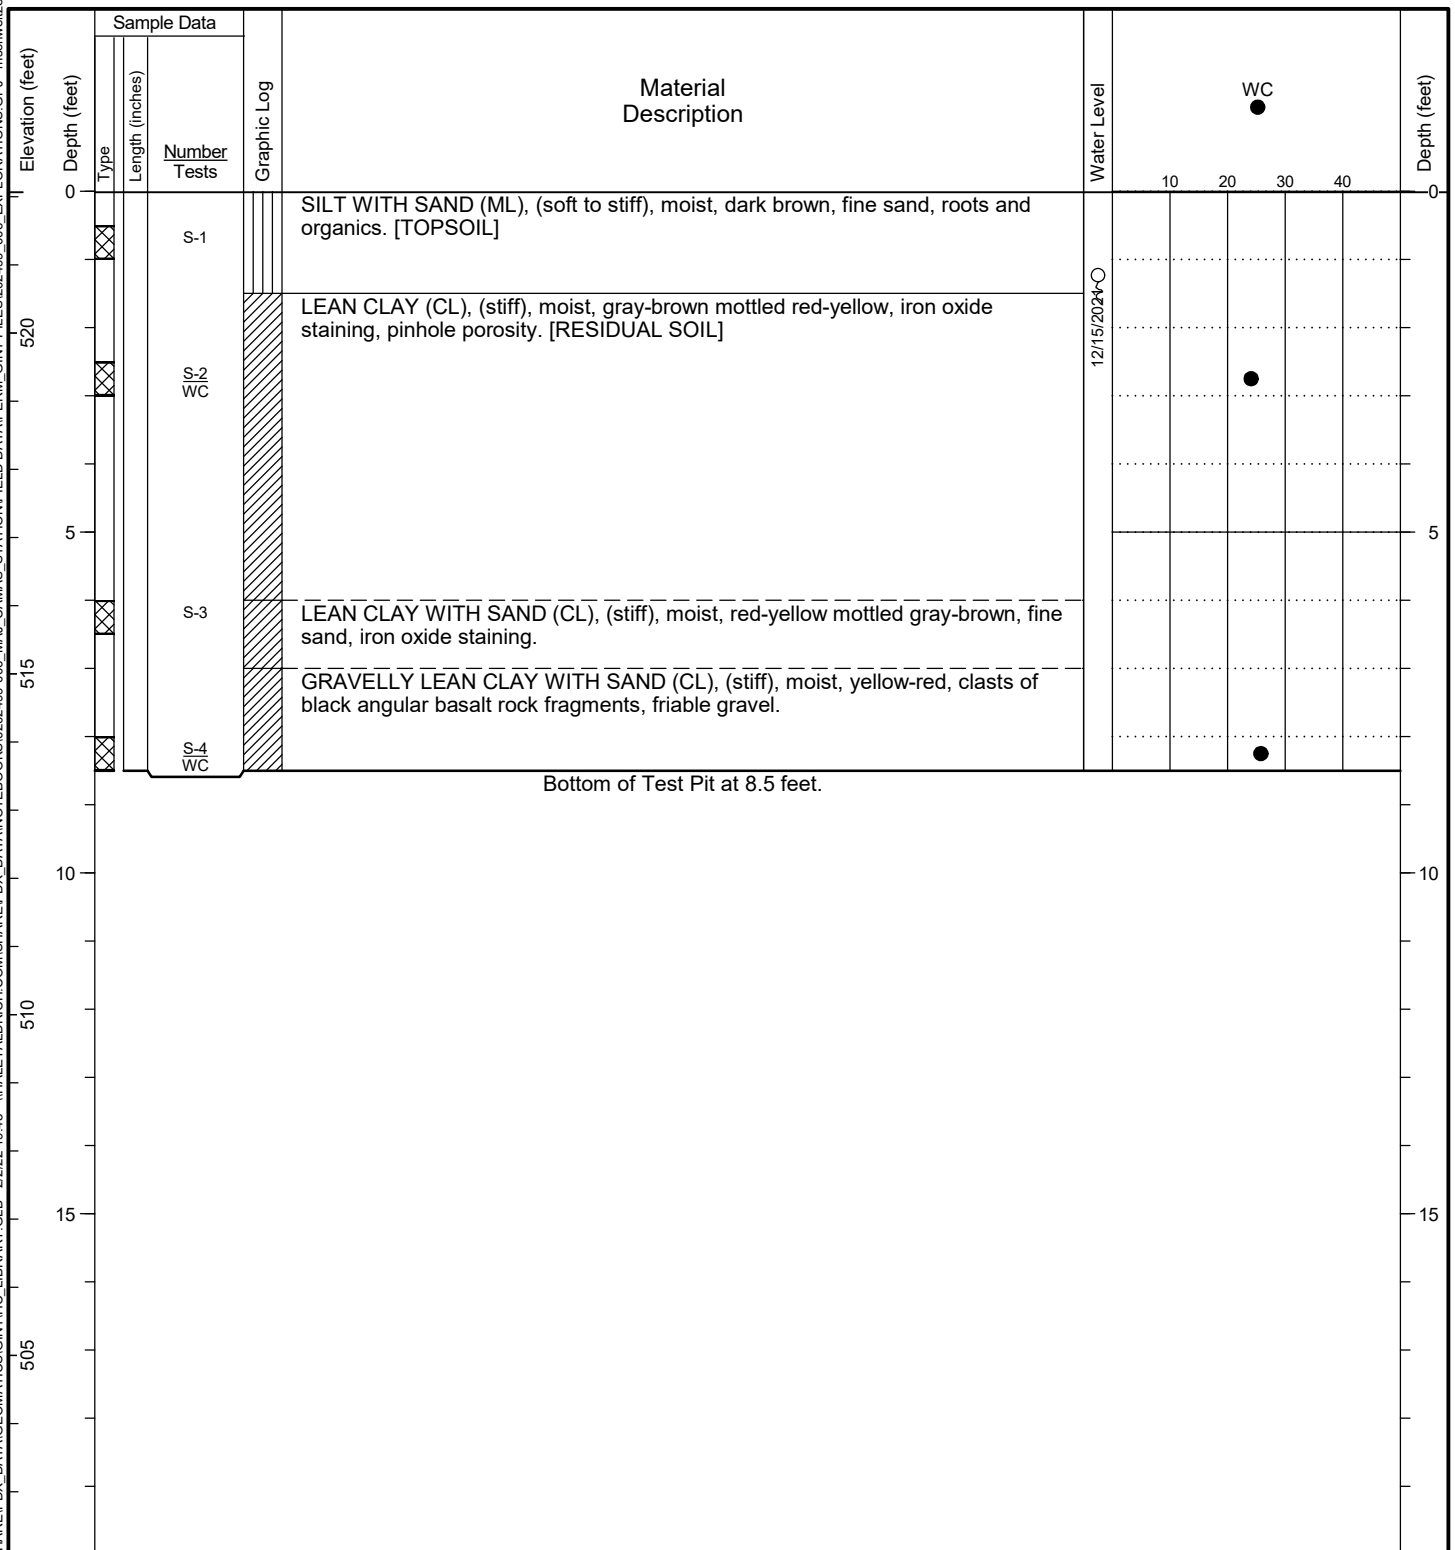 Sample Data
Elevation (feet)
Depth (feet)
Type
Length (inches)
Number
Tests
Graphic Log
Material
Description
Water Level
WC
Depth (feet)
10 20 30 40
0
0
SILT WITH SAND (ML), (soft to stiff), moist, dark brown, fine sand, roots and
organics. [TOPSOIL]
S-1
LEAN CLAY (CL), (stiff), moist, gray-brown mottled red-yellow, iron oxide
staining, pinhole porosity. [RESIDUAL SOIL]
12/15/2021
520
S-2
WC
5
5
S-3
LEAN CLAY WITH SAND (CL), (stiff), moist, red-yellow mottled gray-brown, fine
sand, iron oxide staining.
515
GRAVELLY LEAN CLAY WITH SAND (CL), (stiff), moist, yellow-red, clasts of
black angular basalt rock fragments, friable gravel.
S-4
WC
Bottom of Test Pit at 8.5 feet.
10
10
510
15
15
505